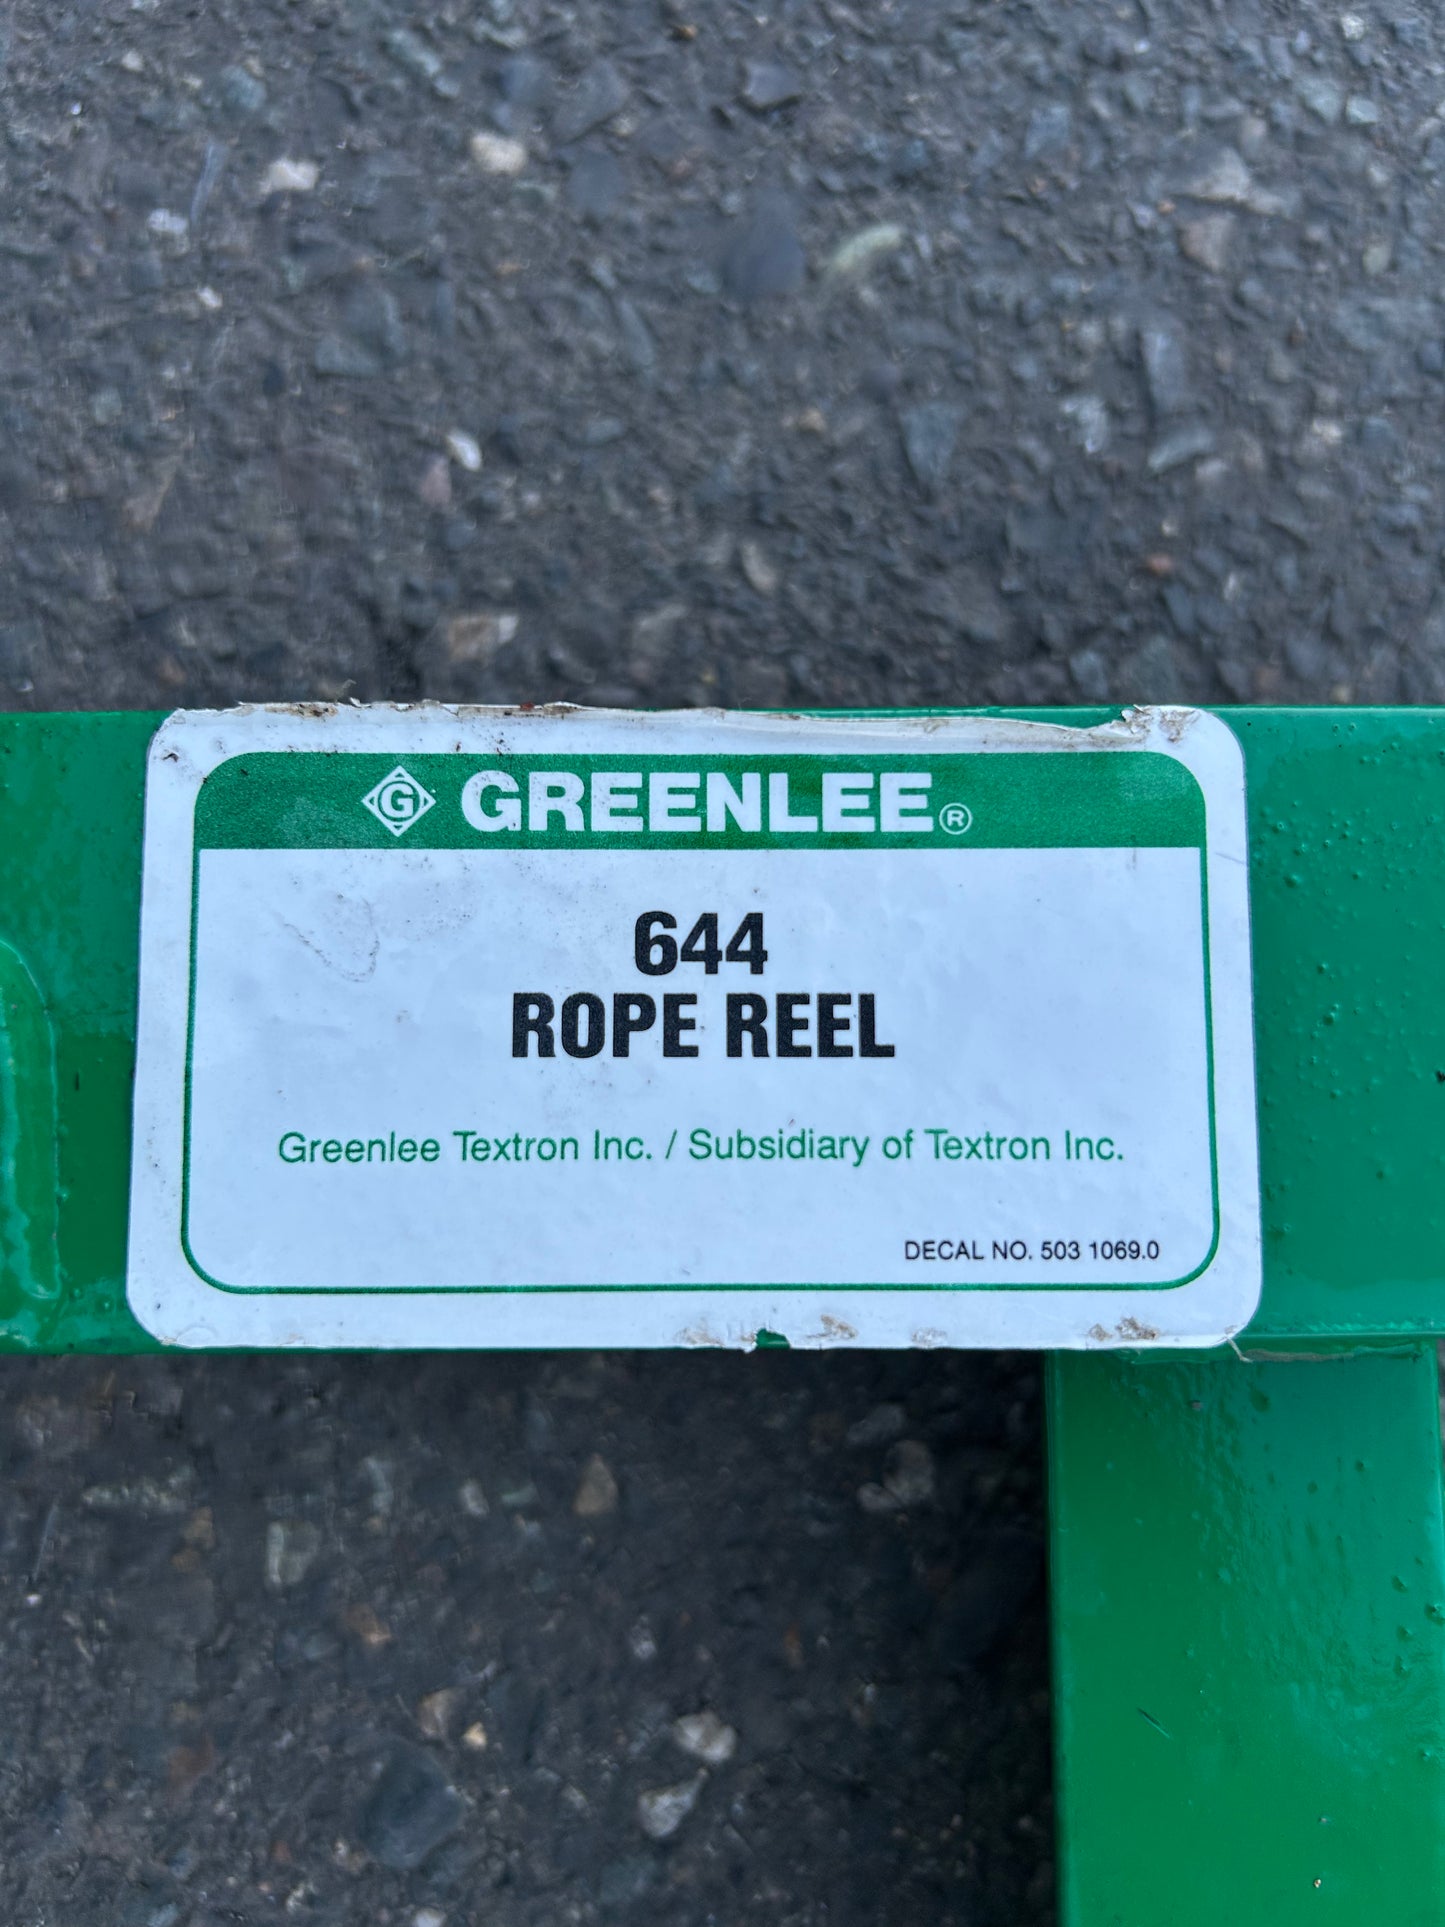 G GREENLEE®
644
ROPE REEL
Greenlee Textron Inc. / Subsidiary of Textron Inc.
DECAL NO. 503 1069.0